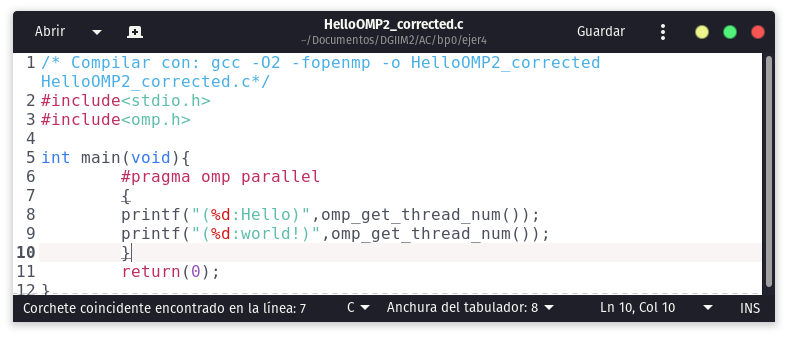 Abrir
HelloOMP2_corrected.c
~/Documentos/DGIIM2/AC/bp0/ejer4
Guardar
1 /* Compilar con: gcc -O2 -fopenmp -o HelloOMP2_corrected
HelloOMP2_corrected.c*/
2 #include<stdio.h>
3 #include<omp.h>
4
5 int main(void){
6 #pragma omp parallel
7 {
8 printf("(%d:Hello)",omp_get_thread_num());
9 printf("(%d:world!)",omp_get_thread_num());
10 }
11 return(0);
12 }
Corchete coincidente encontrado en la línea: 7 C Anchura del tabulador: 8 Ln 10, Col 10 INS